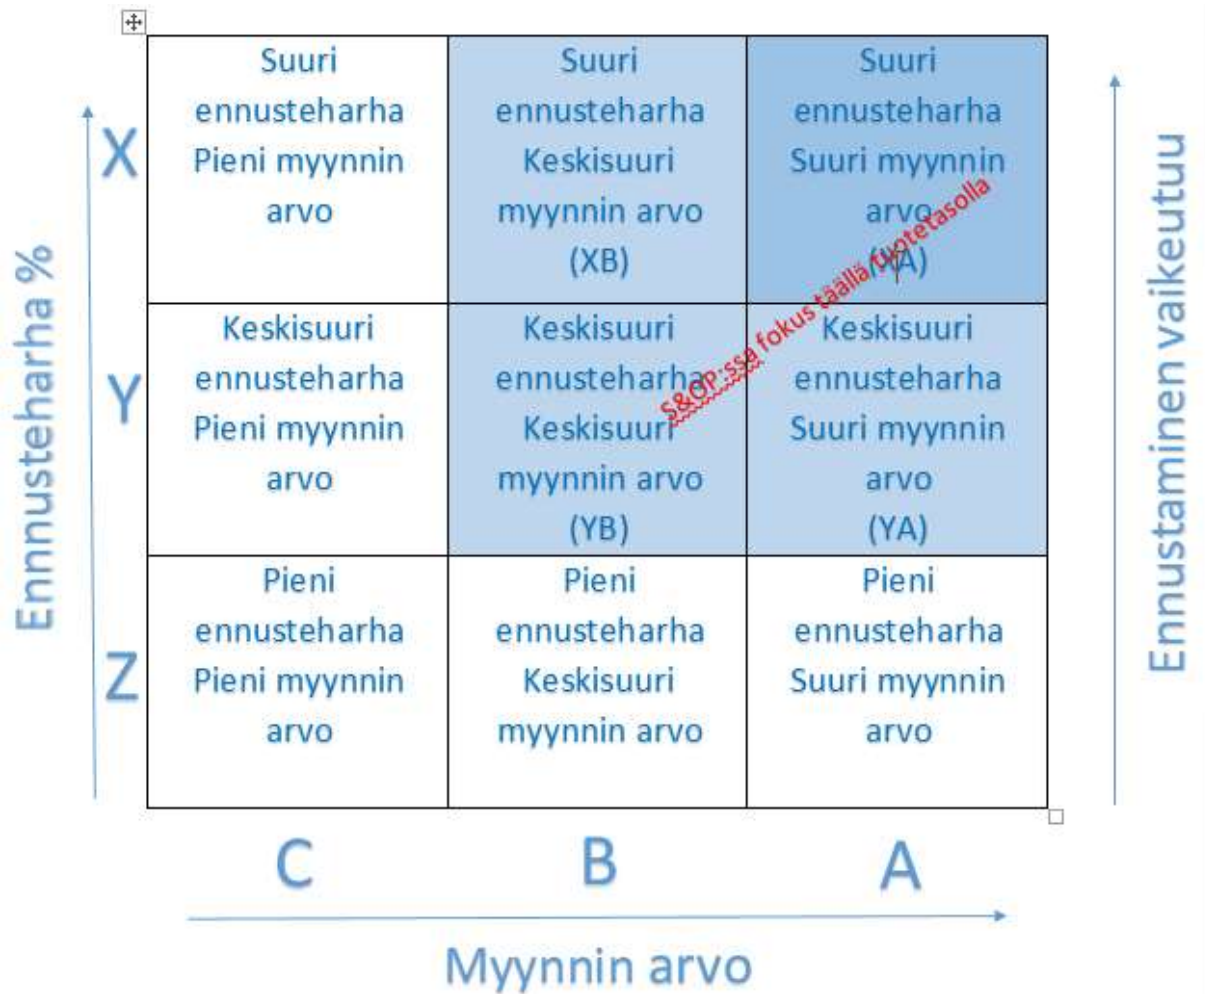 Suuri
ennusteharha
Pieni myynnin
arvo
Suuri
ennusteharha
Keskisuuri
myynnin arvo
(XB)
Suuri
ennusteharha
Suuri myynnin
arvo
(XA)
X
Keskisuuri
ennusteharha
Pieni myynnin
arvo
Keskisuuri
ennusteharha
Keskisuuri
myynnin arvo
(YB)
Keskisuuri
ennusteharha
Suuri myynnin
arvo
(YA)
Y
S&OP:ssa fokus täällä tuotetasolla
Pieni
ennusteharha
Pieni myynnin
arvo
Pieni
ennusteharha
Keskisuuri
myynnin arvo
Pieni
ennusteharha
Suuri myynnin
arvo
Z
Ennnusteharha %
Ennustaminen vaikeutuu
C
B
A
Myynnin arvo